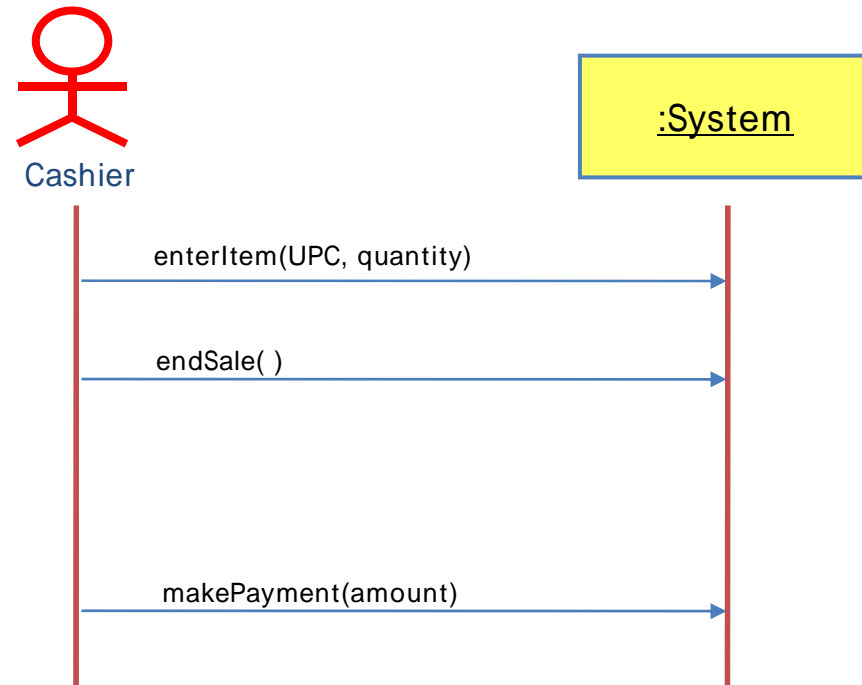 :System
Cashier
enterItem(UPC, quantity)
endSale( )
makePayment(amount)